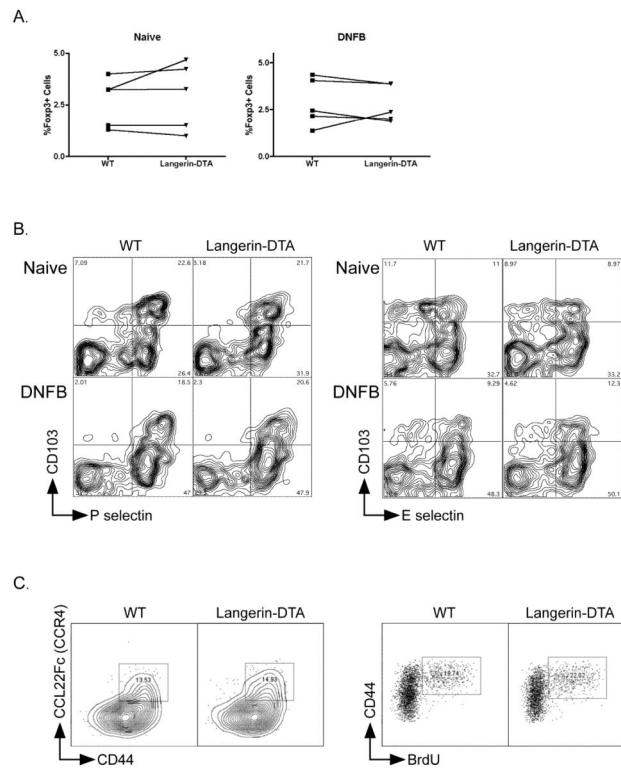 A.
Naive
DNFB
%Foxp3+ Cells
5.0
2.5
0.0
WT
Langerin-DTA
%Foxp3+ Cells
5.0
2.5
0.0
WT
Langerin-DTA
B.
WT
Langerin-DTA
WT
Langerin-DTA
Naive
7.09
22.6
26.4
3.18
21.7
31.9
Naive
11.7
11
32.7
8.97
8.97
33.2
DNFB
2.01
18.5
47
2.3
20.6
47.9
DNFB
5.76
9.29
48.3
4.62
12.3
50.1
CD103
P selectin
CD103
E selectin
C.
WT
Langerin-DTA
WT
Langerin-DTA
CCL22Fc (CCR4)
13.53
14.93
CD44
CD44
BrdU